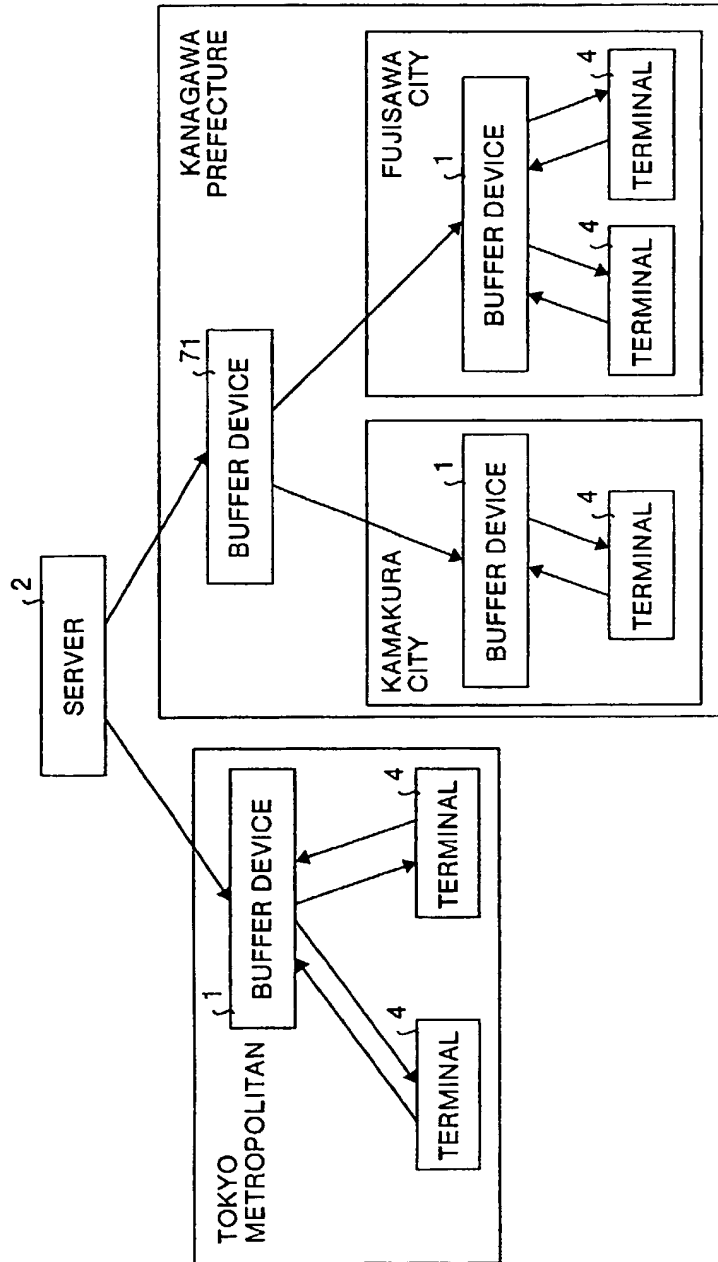 2
SERVER
TOKYO
METROPOLITAN
1
BUFFER DEVICE
4
TERMINAL
4
TERMINAL
KANAGAWA
PREFECTURE
71
BUFFER DEVICE
KAMAKURA
CITY
1
BUFFER DEVICE
4
TERMINAL
FUJISAWA
CITY
1
BUFFER DEVICE
4
TERMINAL
4
TERMINAL